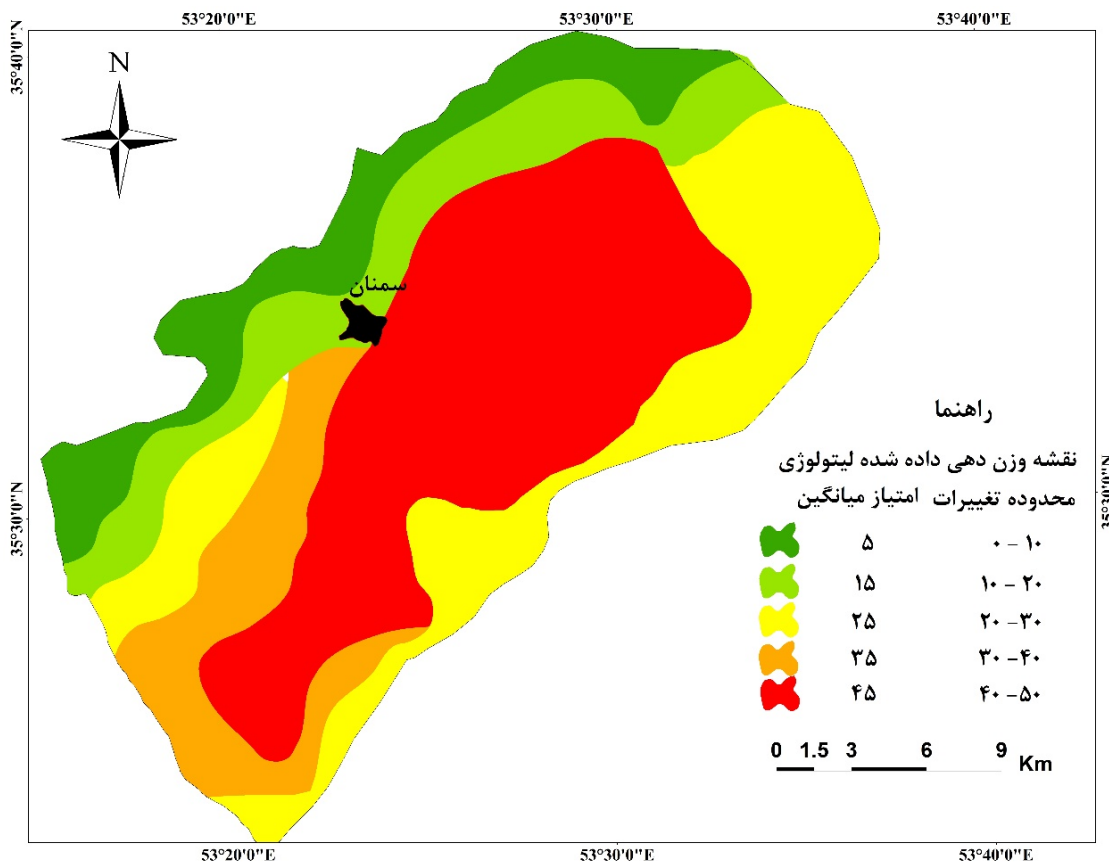 53°20'0"E 53°30'0"E 53°40'0"E
35°40'0"N
N
سمنان
راهنما
نقشه وزن دهی داده شده لیتولوژی
محدوده تغییرات امتیاز میانگین
۰ - ۱۰ ۵
۱۰ - ۲۰ ۱۵
۲۰ - ۳۰ ۲۵
۳۰ - ۴۰ ۳۵
۴۰ - ۵۰ ۴۵
35°30'0"N
35°30'0"N
0 1.5 3 6 9
Km
53°20'0"E 53°30'0"E 53°40'0"E